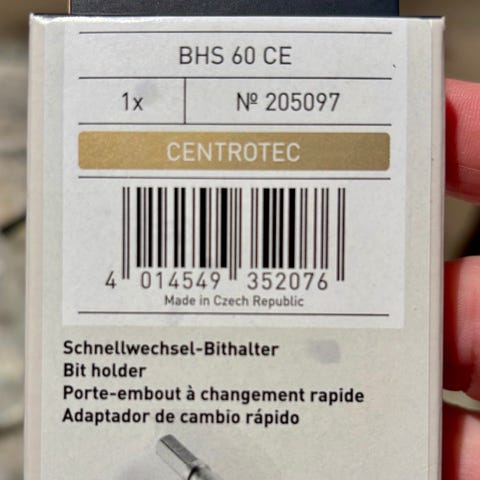 BHS 60 CE
1x № 205097
CENTROTEC
4 014549 352076
Made in Czech Republic
Schnellwechsel-Bithalter
Bit holder
Porte-embout à changement rapide
Adaptador de cambio rápido